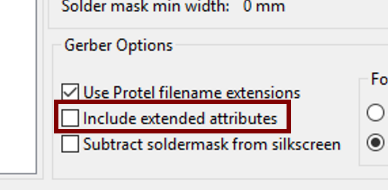 Solder mask min width: 0 mm
Gerber Options
Use Protel filename extensions
Fo
Include extended attributes
Subtract soldermask from silkscreen